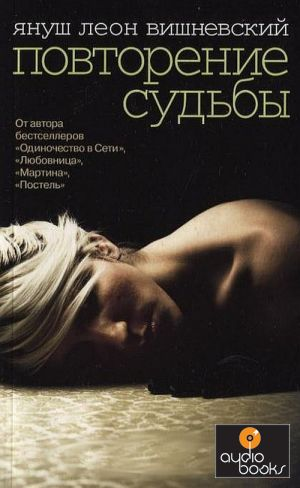 ЯНУШ ЛЕОН ВИШНЕВСКИЙ
ПОВТОРЕНИЕ
СУДЬБЫ
От автора
бестселлеров
«Одиночество в Сети»,
«Любовница»,
«Мартина»,
«Постель»
audio
books